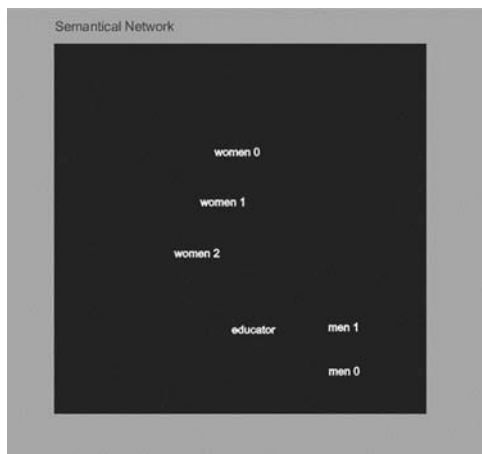 Semantical Network
women 0
women 1
women 2
educator
men 1
men 0